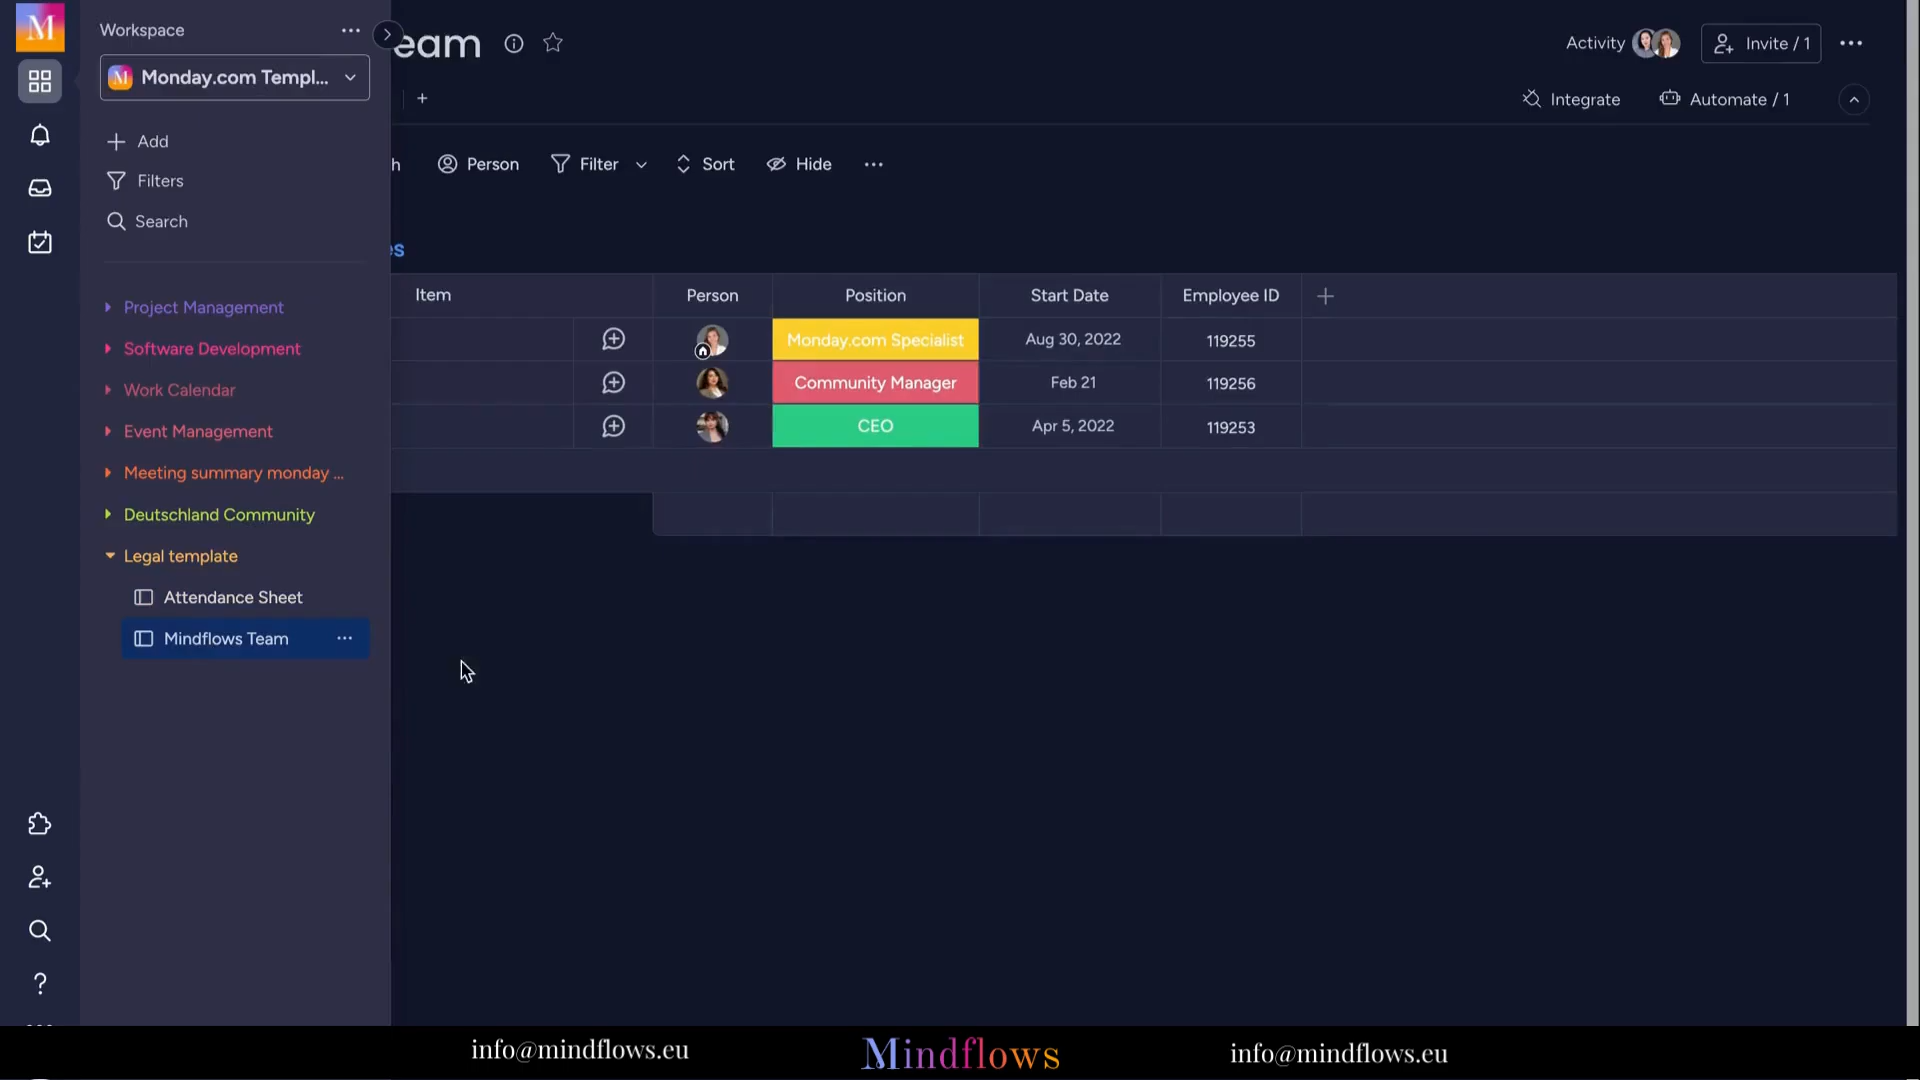 M
Workspace
eam
Activity
Invite / 1
M Monday.com Templ...
Integrate
Automate / 1
Add
h
Person
Filter
Sort
Hide
Filters
Search
es
Item
Person
Position
Start Date
Employee ID
Project Management
Monday.com Specialist
Aug 30, 2022
119255
Software Development
Community Manager
Feb 21
119256
Work Calendar
CEO
Apr 5, 2022
119253
Event Management
Meeting summary monday ...
Deutschland Community
Legal template
Attendance Sheet
Mindflows Team
info@mindflows.eu
Mindflows
info@mindflows.eu